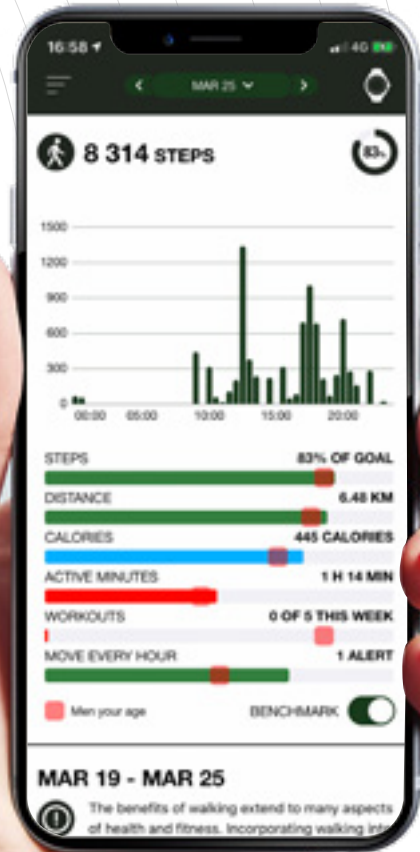 16:58 4G
MAR 25
8 314 STEPS
83%
1500
1200
900
600
300
0
00:00 05:00 10:00 15:00 20:00
STEPS 83% OF GOAL
DISTANCE 6.48 KM
CALORIES 445 CALORIES
ACTIVE MINUTES 1 H 14 MIN
WORKOUTS 0 OF 5 THIS WEEK
MOVE EVERY HOUR 1 ALERT
Men your age BENCHMARK
MAR 19 - MAR 25
The benefits of walking extend to many aspects
of health and fitness. Incorporating walking into